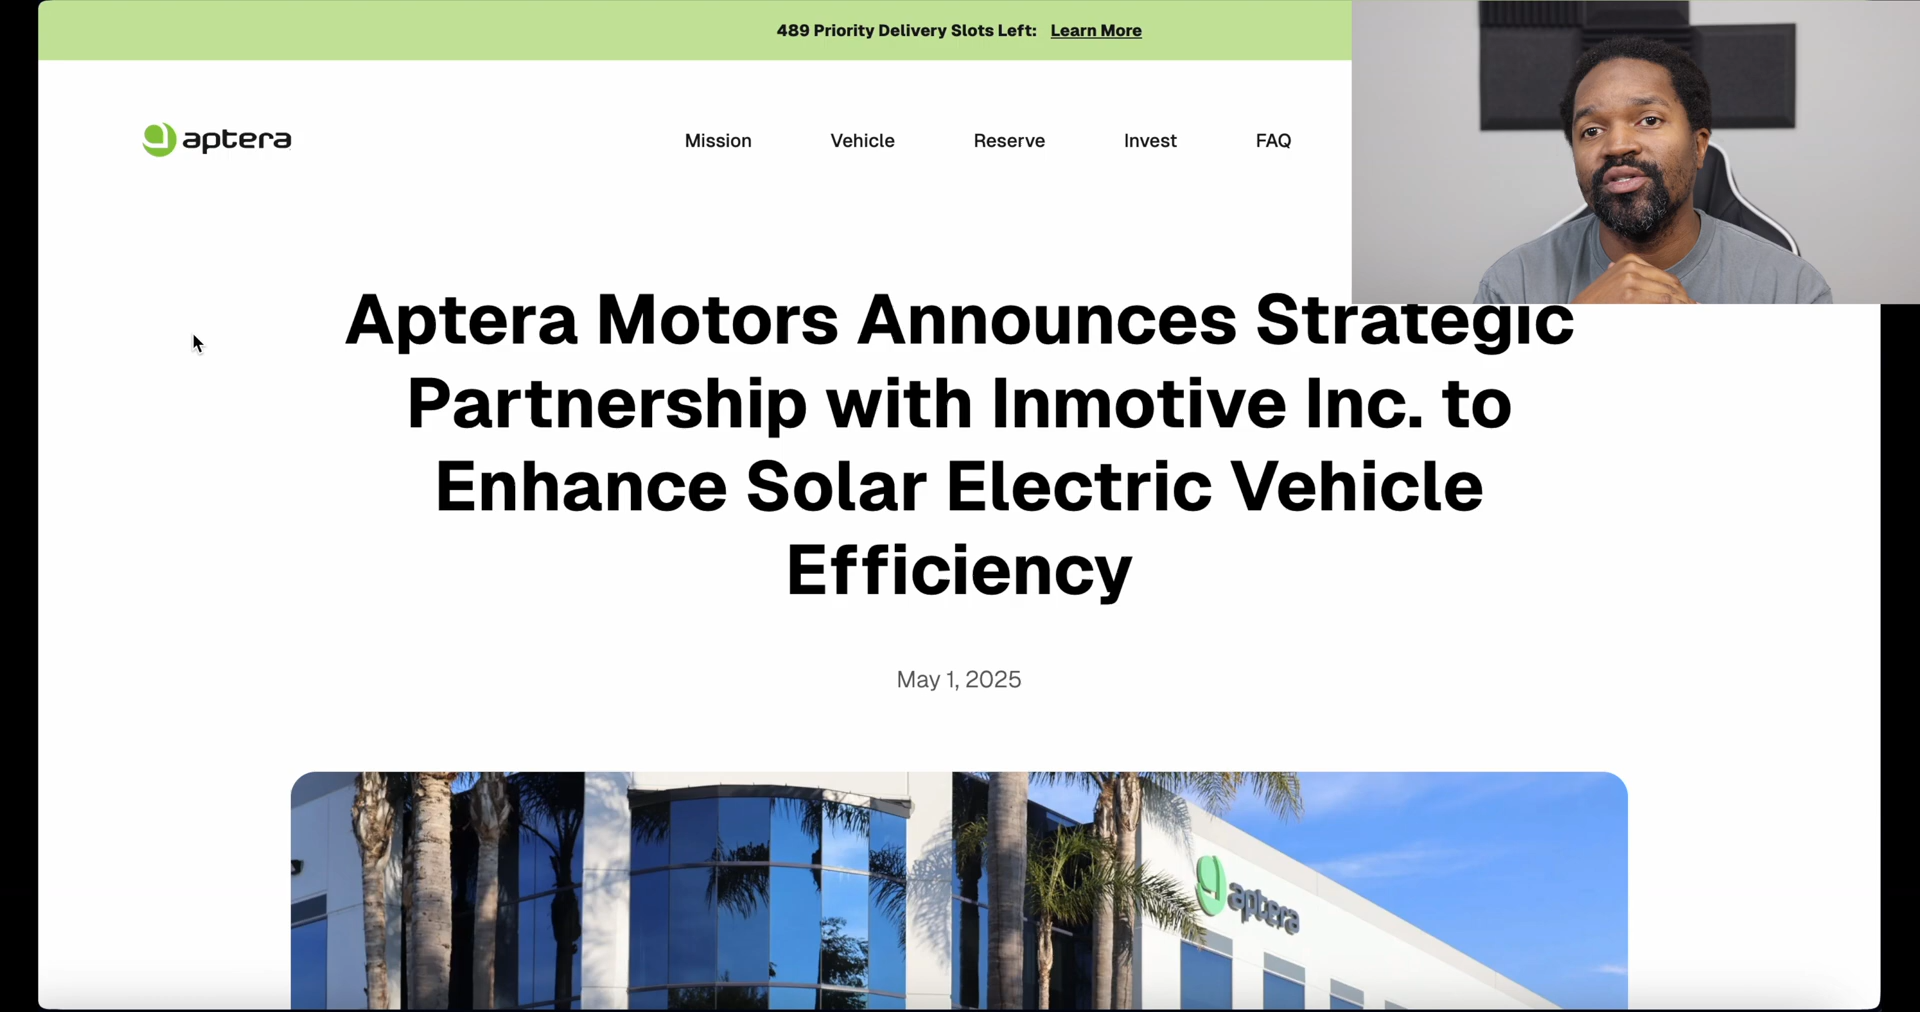 489 Priority Delivery Slots Left: Learn More
aptera
Mission Vehicle Reserve Invest FAQ
Aptera Motors Announces Strategic
Partnership with Inmotive Inc. to
Enhance Solar Electric Vehicle
Efficiency
May 1, 2025
aptera